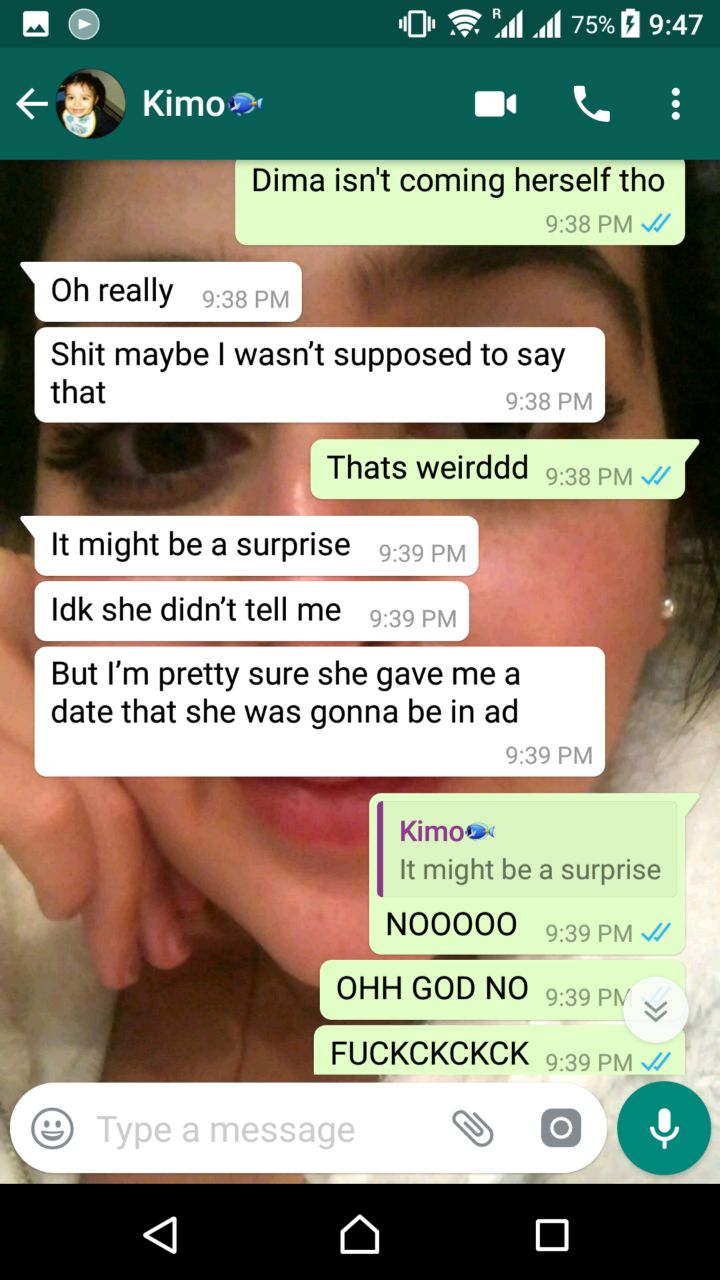 R 75% 9:47
Kimo🐠
Dima isn't coming herself tho
9:38 PM
Oh really 9:38 PM
Shit maybe I wasn’t supposed to say
that 9:38 PM
Thats weirddd 9:38 PM
It might be a surprise 9:39 PM
Idk she didn’t tell me 9:39 PM
But I’m pretty sure she gave me a
date that she was gonna be in ad
9:39 PM
Kimo🐠
It might be a surprise
NOOOOO 9:39 PM
OHH GOD NO 9:39 PM
FUCKCKCKCK 9:39 PM
Type a message